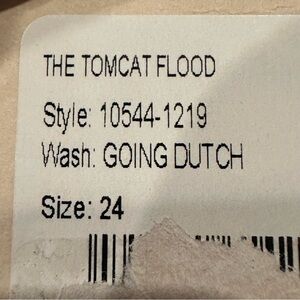 THE TOMCAT FLOOD
Style: 10544-1219
Wash: GOING DUTCH
Size: 24